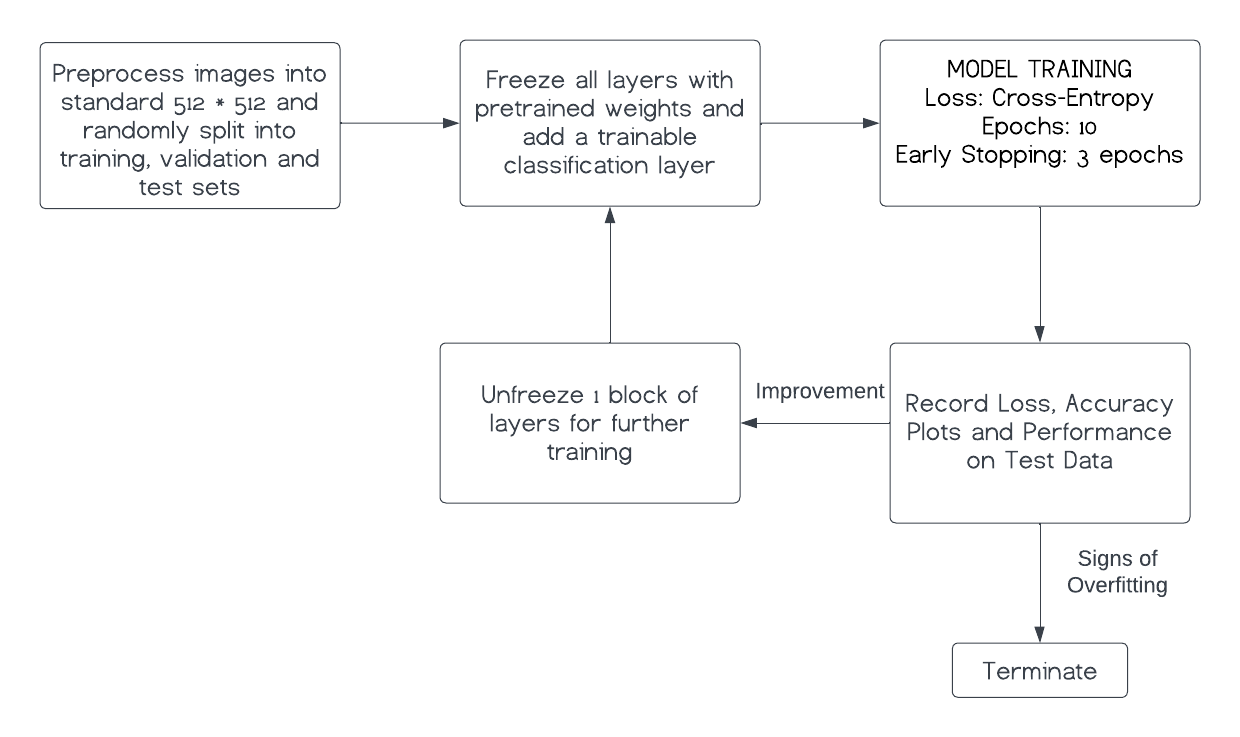 Preprocess images into
standard 512 * 512 and
randomly split into
training, validation and
test sets
Freeze all layers with
pretrained weights and
add a trainable
classification layer
MODEL TRAINING
Loss: Cross-Entropy
Epochs: 10
Early Stopping: 3 epochs
Unfreeze 1 block of
layers for further
training
Improvement
Record Loss, Accuracy
Plots and Performance
on Test Data
Signs of
Overfitting
Terminate